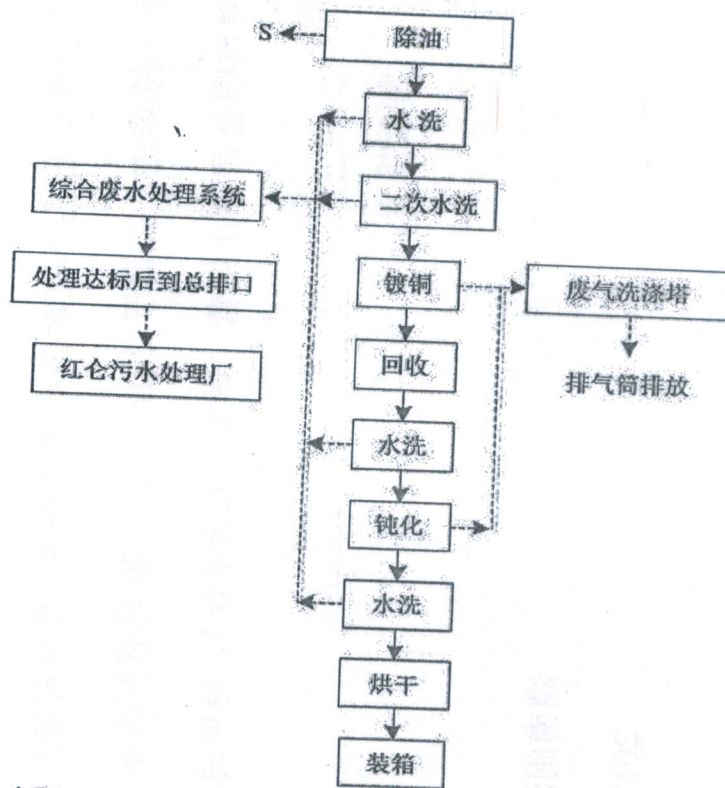 S
除油
水洗
综合废水处理系统
二次水洗
处理达标后到总排口
镀铜
废气洗涤塔
红仑污水处理厂
回收
排气筒排放
水洗
钝化
水洗
烘干
装箱